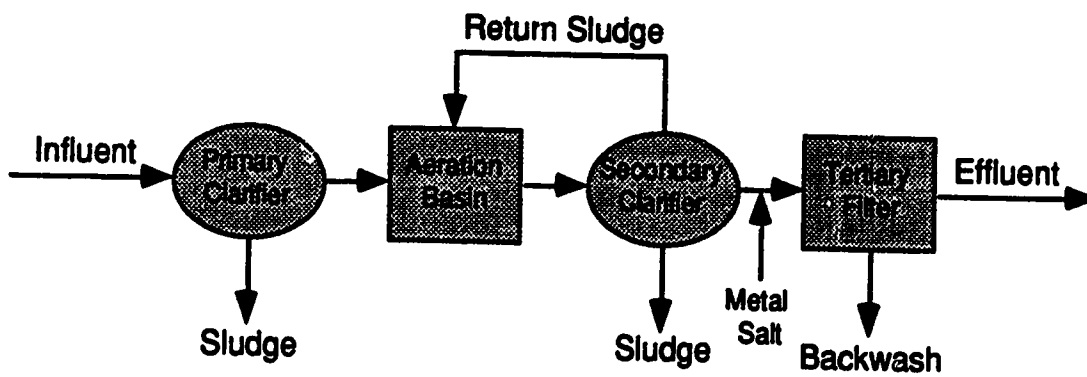 Return Sludge
Influent
Primary
Clarifier
Aeration
Basin
Secondary
Clarifier
Tertiary
Filter
Effluent
Metal
Salt
Sludge
Sludge
Backwash